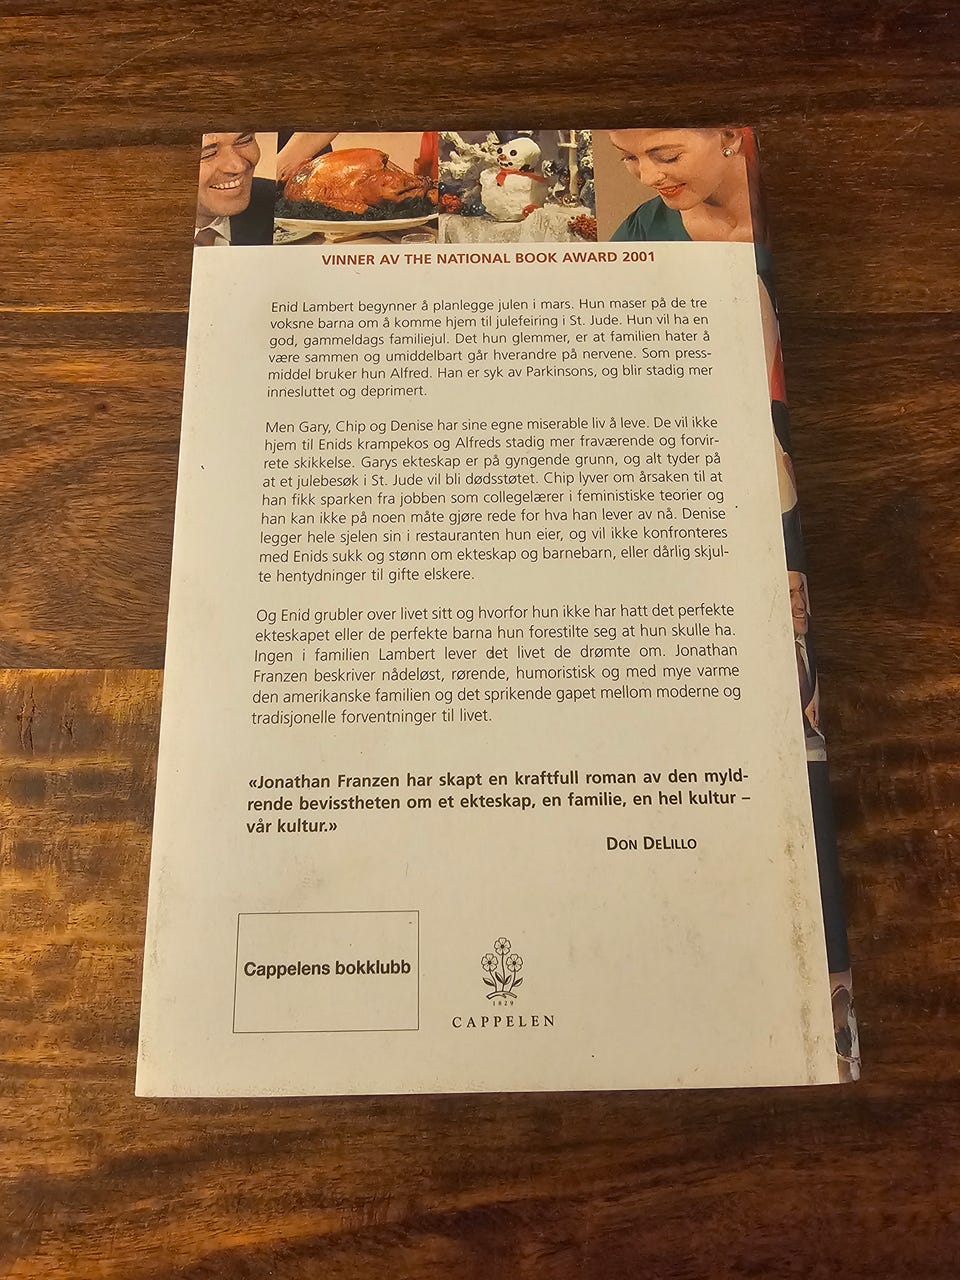 VINNER AV THE NATIONAL BOOK AWARD 2001
Enid Lambert begynner å planlegge julen i mars. Hun maser på de tre
voksne barna om å komme hjem til julefeiring i St. Jude. Hun vil ha en
god, gammeldags familiejul. Det hun glemmer, er at familien hater å
være sammen og umiddelbart går hverandre på nervene. Som press-
middel bruker hun Alfred. Han er syk av Parkinsons, og blir stadig mer
innesluttet og deprimert.
Men Gary, Chip og Denise har sine egne miserable liv å leve. De vil ikke
hjem til Enids krampekos og Alfreds stadig mer fraværende og forvir-
rete skikkelse. Garys ekteskap er på gyngende grunn, og alt tyder på
at et julebesøk i St. Jude vil bli dødsstøtet. Chip lyver om årsaken til at
han fikk sparken fra jobben som collegelærer i feministiske teorier og
han kan ikke på noen måte gjøre rede for hva han lever av nå. Denise
legger hele sjelen sin i restauranten hun eier, og vil ikke konfronteres
med Enids sukk og stønn om ekteskap og barnebarn, eller dårlig skjul-
te hentydninger til gifte elskere.
Og Enid grubler over livet sitt og hvorfor hun ikke har hatt det perfekte
ekteskapet eller de perfekte barna hun forestilte seg at hun skulle ha.
Ingen i familien Lambert lever det livet de drømte om. Jonathan
Franzen beskriver nådeløst, rørende, humoristisk og med mye varme
den amerikanske familien og det sprikende gapet mellom moderne og
tradisjonelle forventninger til livet.
«Jonathan Franzen har skapt en kraftfull roman av den myld-
rende bevisstheten om et ekteskap, en familie, en hel kultur –
vår kultur.»
DON DELILLO
Cappelens bokklubb
1829
CAPPELEN